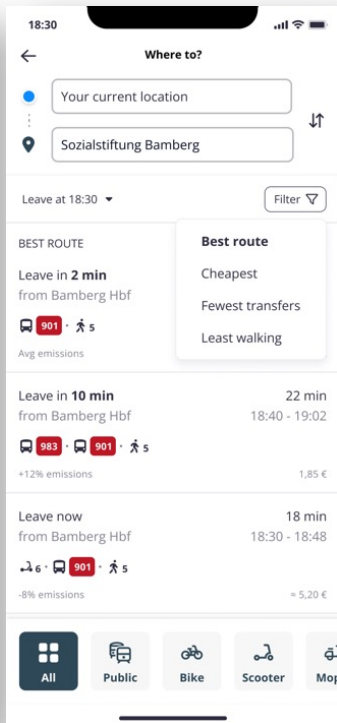 18:30
Where to?
Your current location
Sozialstiftung Bamberg
Leave at 18:30
Filter
BEST ROUTE
Best route
Cheapest
Fewest transfers
Least walking
Leave in 2 min
from Bamberg Hbf
901 · 5
Avg emissions
Leave in 10 min 22 min
from Bamberg Hbf 18:40 - 19:02
983 · 901 · 5
+12% emissions 1,85 €
Leave now 18 min
from Bamberg Hbf 18:30 - 18:48
6 · 901 · 5
-8% emissions ≈ 5,20 €
All Public Bike Scooter Mop